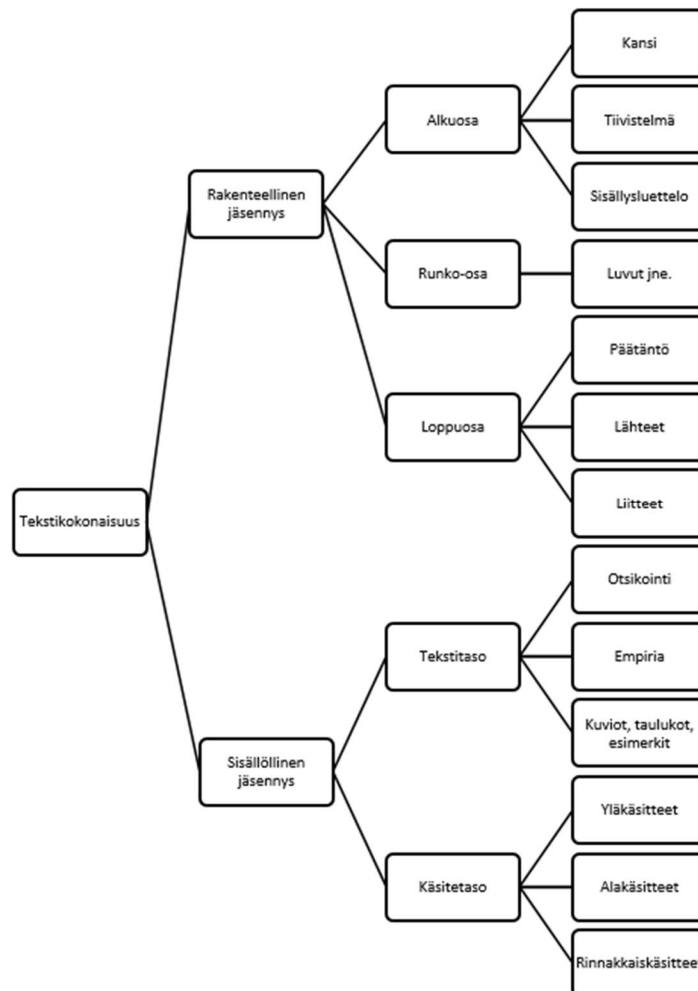 Tekstikokonaisuus
Rakenteellinen
jäsennys
Alkuosa
Kansi
Tiivistelmä
Sisällysluettelo
Runko-osa
Luvut jne.
Loppuosa
Päätäntö
Lähteet
Liitteet
Sisällöllinen
jäsennys
Tekstitaso
Otsikointi
Empiria
Kuviot, taulukot,
esimerkit
Käsitetaso
Yläkäsitteet
Alakäsitteet
Rinnakkaiskäsitteet